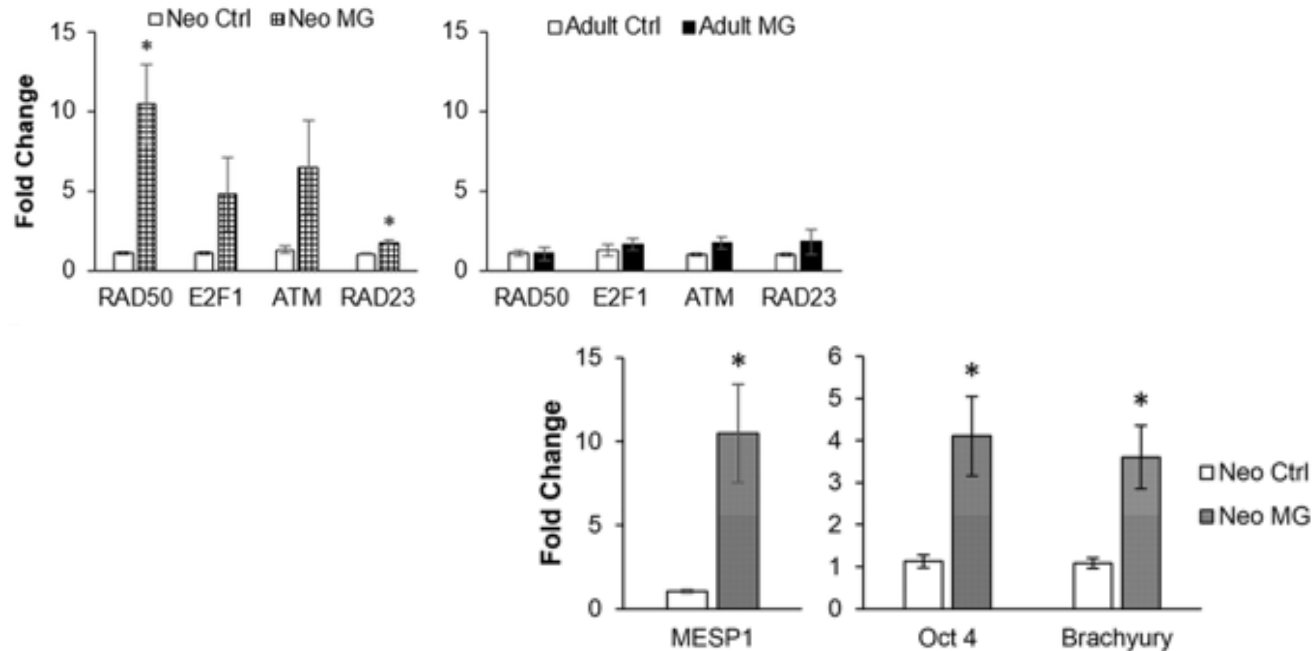 Neo Ctrl Neo MG
Fold Change
15
*
10
5
*
0
RAD50 E2F1 ATM RAD23
Adult Ctrl Adult MG
15
10
5
0
RAD50 E2F1 ATM RAD23
Fold Change
15
*
10
5
0
MESP1
6
*
5
*
4
3
2
1
0
Oct 4 Brachyury
Neo Ctrl
Neo MG